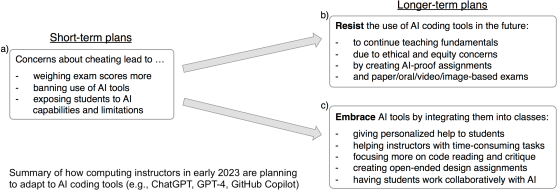 Short-term plans
a)
Concerns about cheating lead to …
- weighing exam scores more
- banning use of AI tools
- exposing students to AI
capabilities and limitations
Longer-term plans
b)
Resist the use of AI coding tools in the future:
- to continue teaching fundamentals
- due to ethical and equity concerns
- by creating AI-proof assignments
- and paper/oral/video/image-based exams
c)
Embrace AI tools by integrating them into classes:
- giving personalized help to students
- helping instructors with time-consuming tasks
- focusing more on code reading and critique
- creating open-ended design assignments
- having students work collaboratively with AI
Summary of how computing instructors in early 2023 are planning
to adapt to AI coding tools (e.g., ChatGPT, GPT-4, GitHub Copilot)